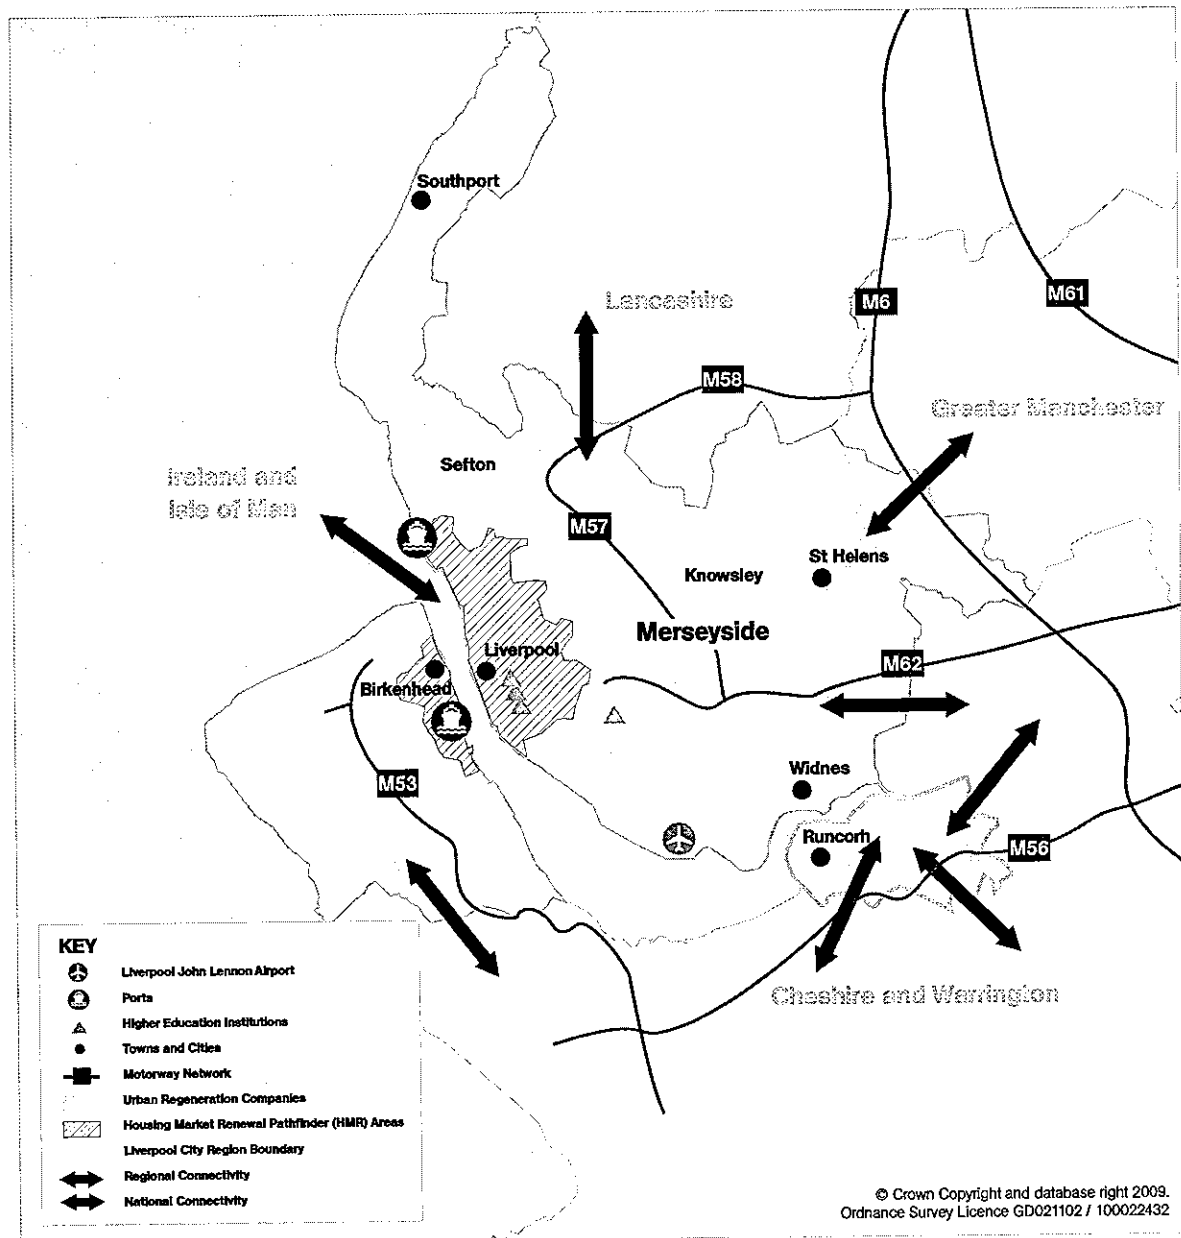 Southport
Lancashire
M6
M61
M58
Greater Manchester
Sefton
Ireland and
Isle of Man
M57
St Helens
Knowsley
Merseyside
Liverpool
M62
Birkenhead
Widnes
M53
Runcorn
M56
Cheshire and Warrington
KEY
Liverpool John Lennon Airport
Ports
Higher Education Institutions
Towns and Cities
Motorway Network
Urban Regeneration Companies
Housing Market Renewal Pathfinder (HMR) Areas
Liverpool City Region Boundary
Regional Connectivity
National Connectivity
© Crown Copyright and database right 2009.
Ordnance Survey Licence GD021102 / 100022432